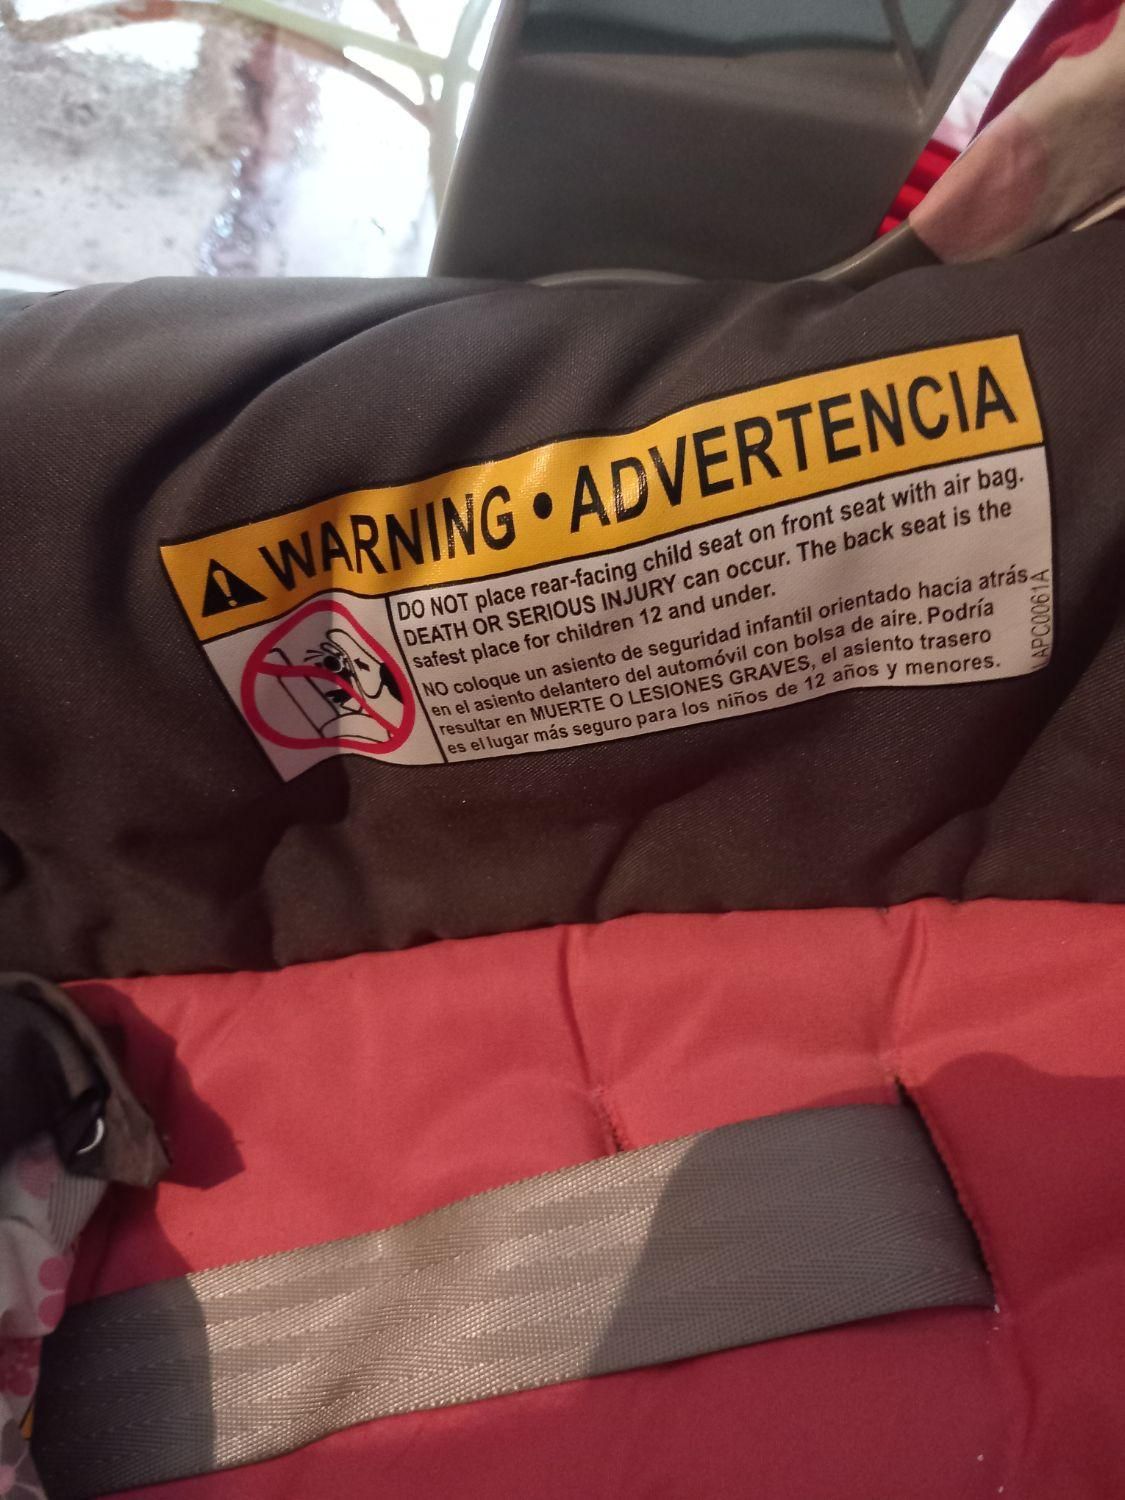 WARNING • ADVERTENCIA
DO NOT place rear-facing child seat on front seat with air bag.
DEATH OR SERIOUS INJURY can occur. The back seat is the
safest place for children 12 and under.
NO coloque un asiento de seguridad infantil orientado hacia atrás
en el asiento delantero del automóvil con bolsa de aire. Podría
resultar en MUERTE O LESIONES GRAVES, el asiento trasero
es el lugar más seguro para los niños de 12 años y menores.
LAPC0061A